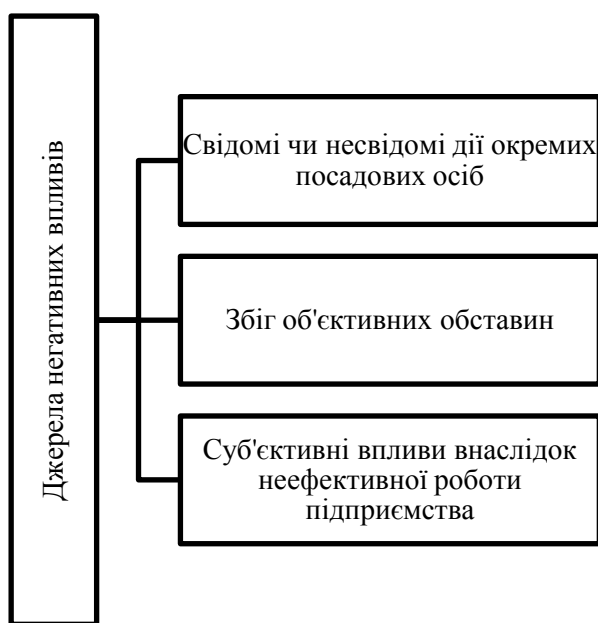 Джерела негативних впливів
Свідомі чи несвідомі дії окремих
посадових осіб
Збіг об'єктивних обставин
Суб'єктивні впливи внаслідок
неефективної роботи
підприємства